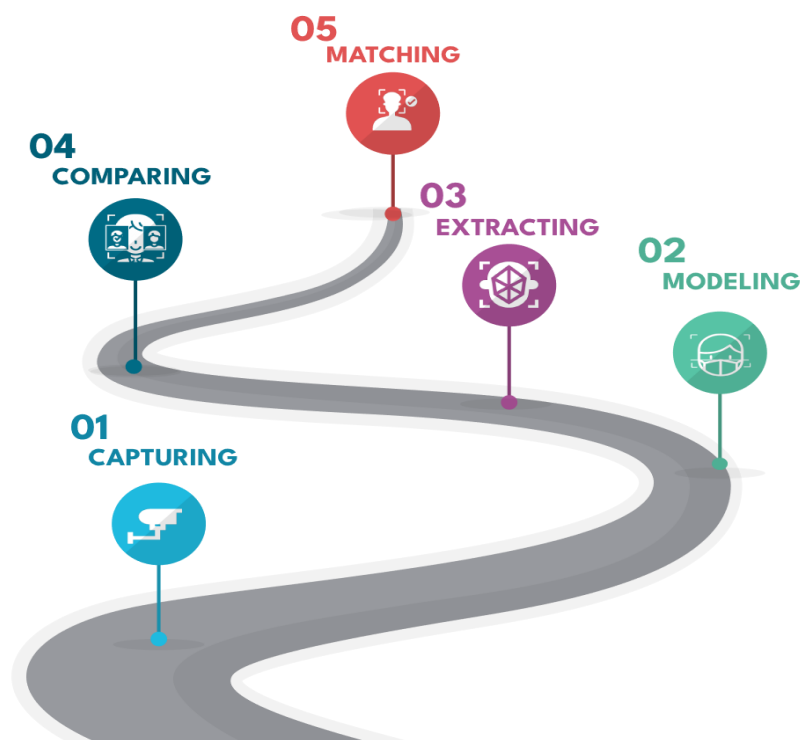 05
MATCHING
04
COMPARING
03
EXTRACTING
02
MODELING
01
CAPTURING